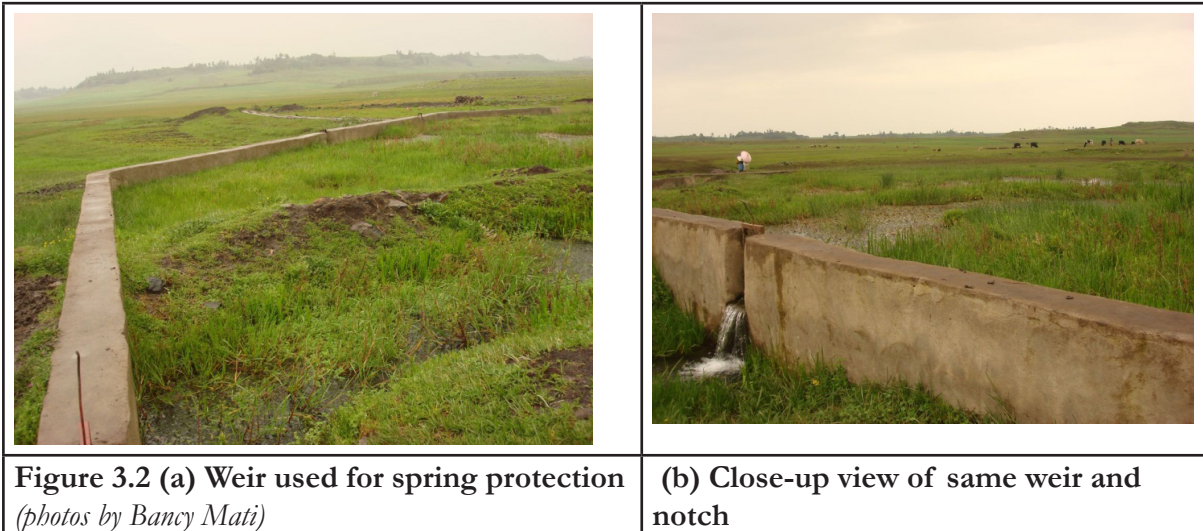 Figure 3.2 (a) Weir used for spring protection
(photos by Bancy Mati)
(b) Close-up view of same weir and
notch